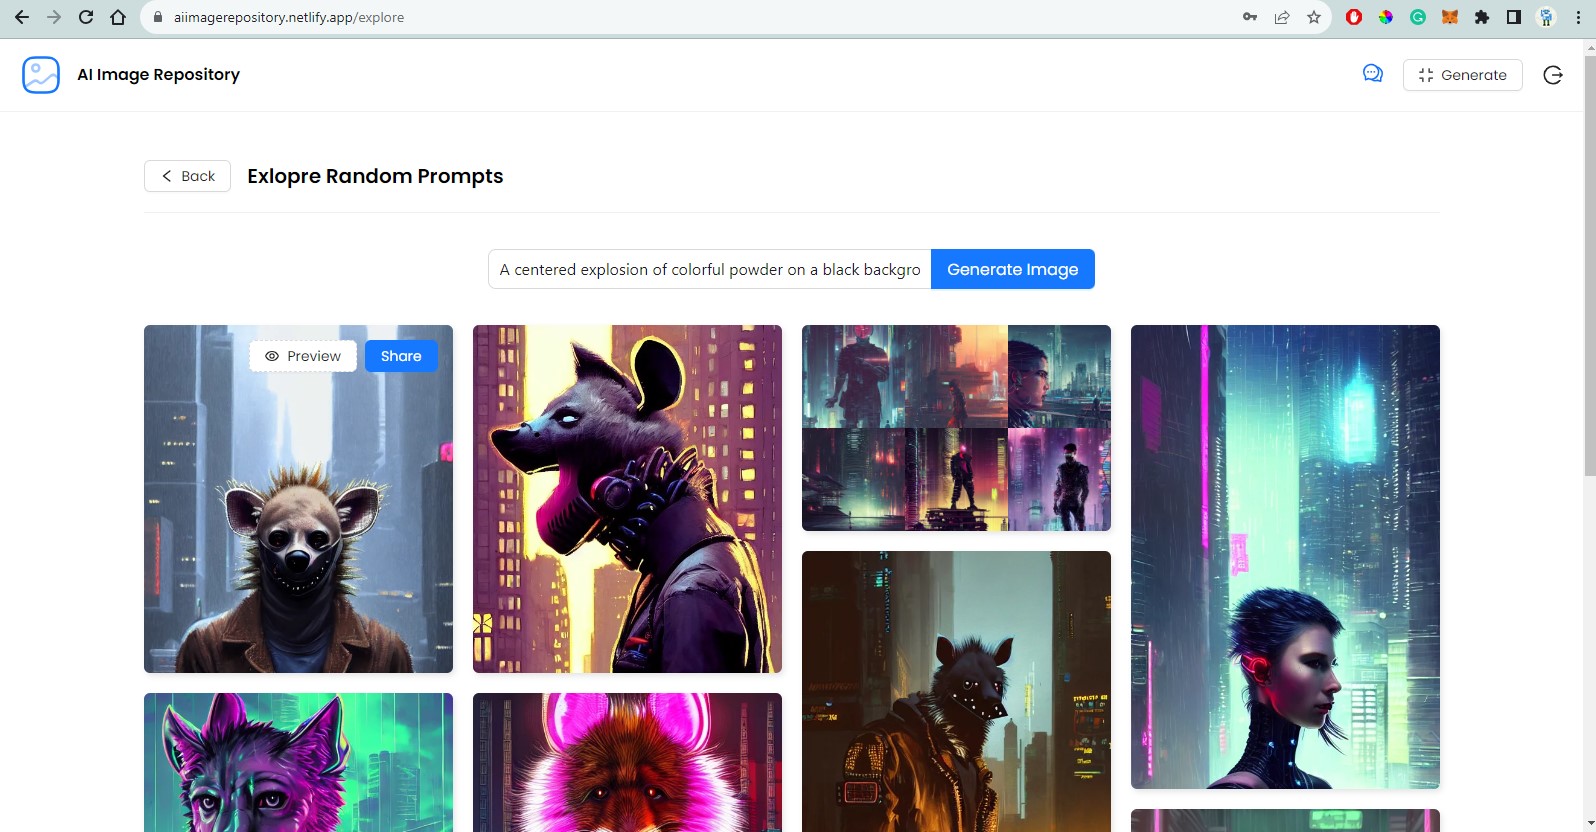 aiimagerepository.netlify.app/explore
AI Image Repository
Generate
Back
Exlopre Random Prompts
A centered explosion of colorful powder on a black backgro
Generate Image
Preview
Share